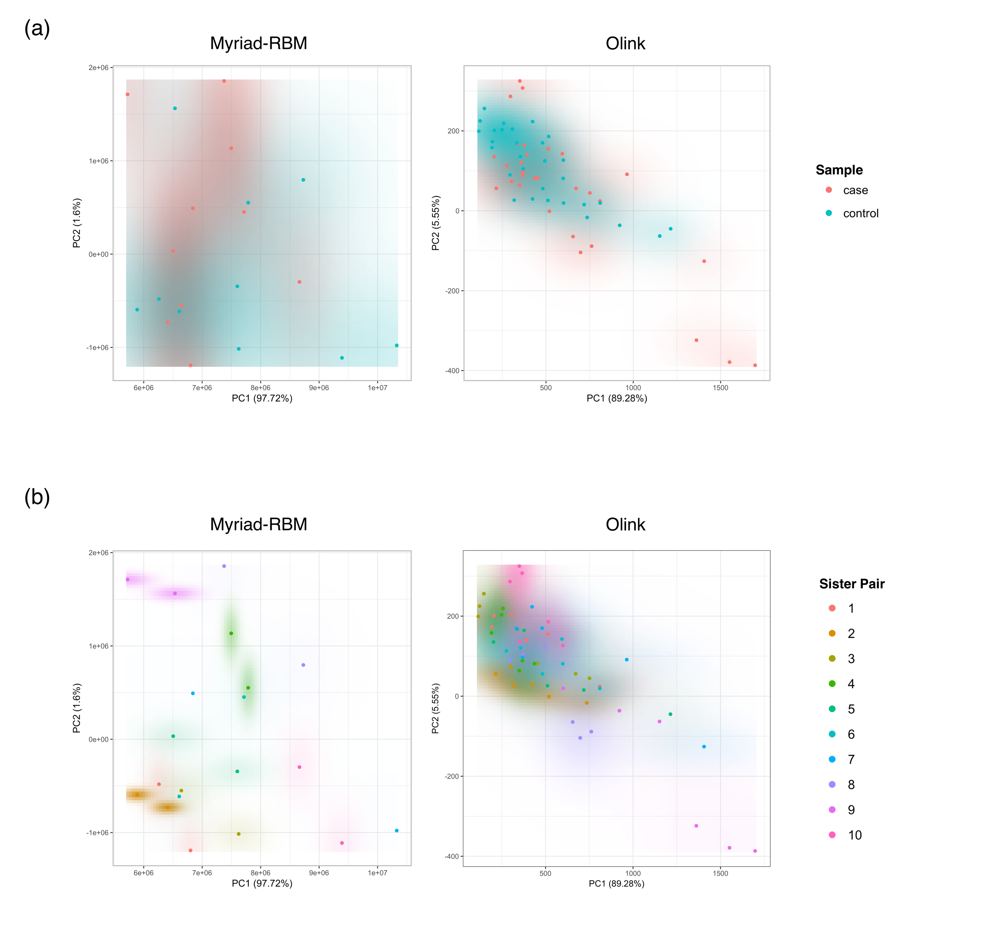 (a)
Myriad-RBM
Olink
2e+06
1e+06
0e+00
-1e+06
PC2 (1.6%)
6e+06 7e+06 8e+06 9e+06 1e+07
PC1 (97.72%)
200
0
-200
-400
PC2 (5.55%)
500 1000 1500
PC1 (89.28%)
Sample
case
control
(b)
Myriad-RBM
Olink
2e+06
1e+06
0e+00
-1e+06
PC2 (1.6%)
6e+06 7e+06 8e+06 9e+06 1e+07
PC1 (97.72%)
200
0
-200
-400
PC2 (5.55%)
500 1000 1500
PC1 (89.28%)
Sister Pair
1
2
3
4
5
6
7
8
9
10